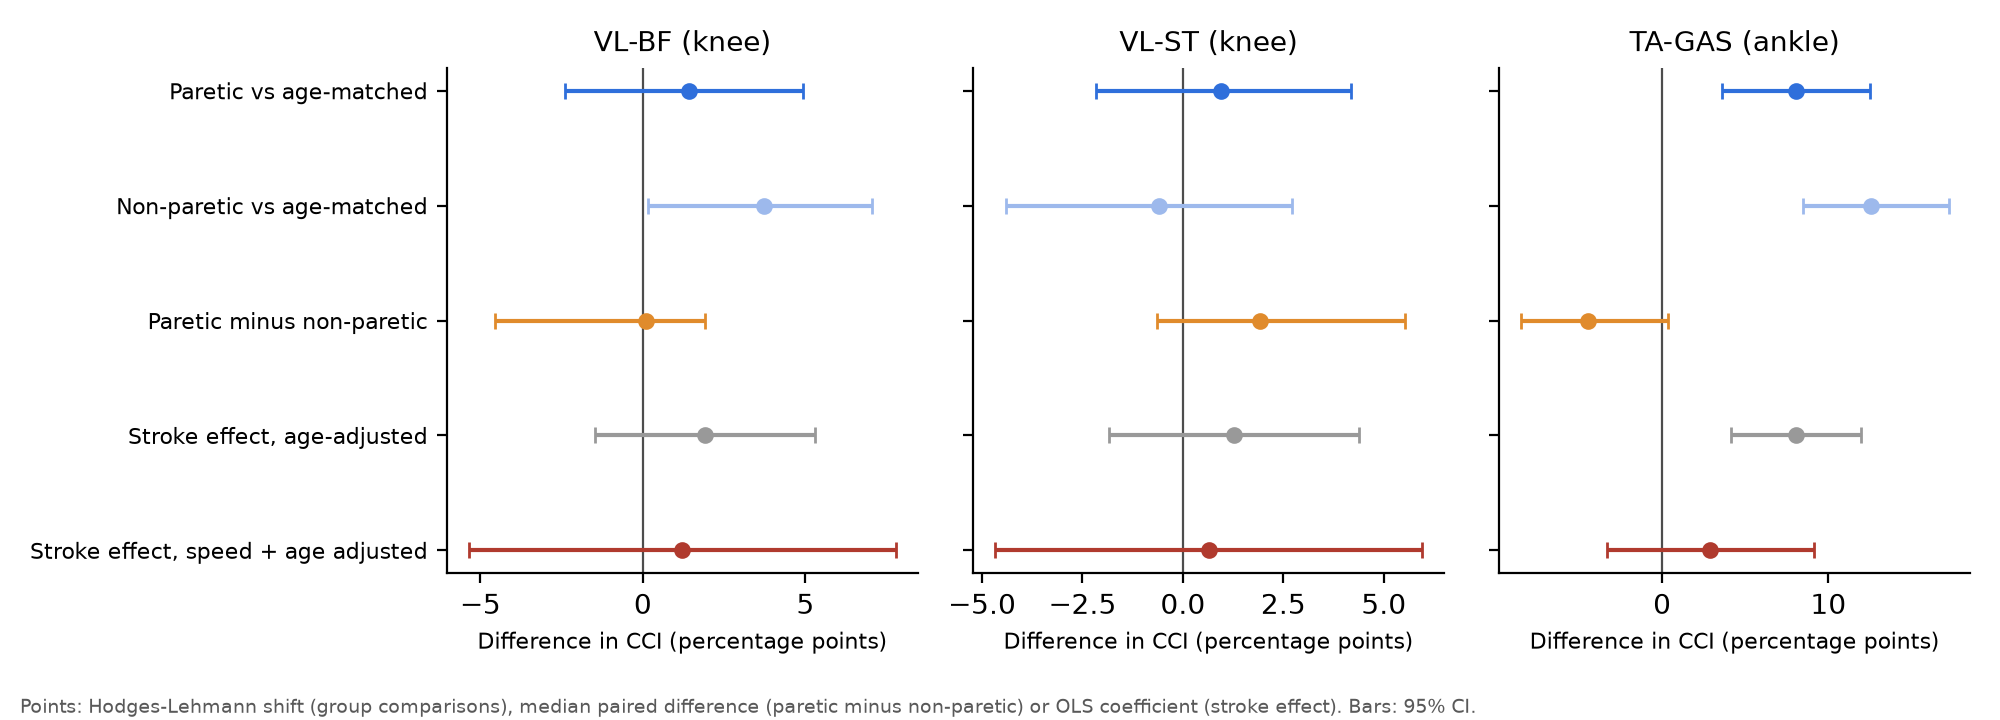 VL-BF (knee)
VL-ST (knee)
TA-GAS (ankle)
Paretic vs age-matched
Non-paretic vs age-matched
Paretic minus non-paretic
Stroke effect, age-adjusted
Stroke effect, speed + age adjusted
−5 0 5
−5.0 −2.5 0.0 2.5 5.0
0 10
Difference in CCI (percentage points)
Difference in CCI (percentage points)
Difference in CCI (percentage points)
Points: Hodges-Lehmann shift (group comparisons), median paired difference (paretic minus non-paretic) or OLS coefficient (stroke effect). Bars: 95% CI.